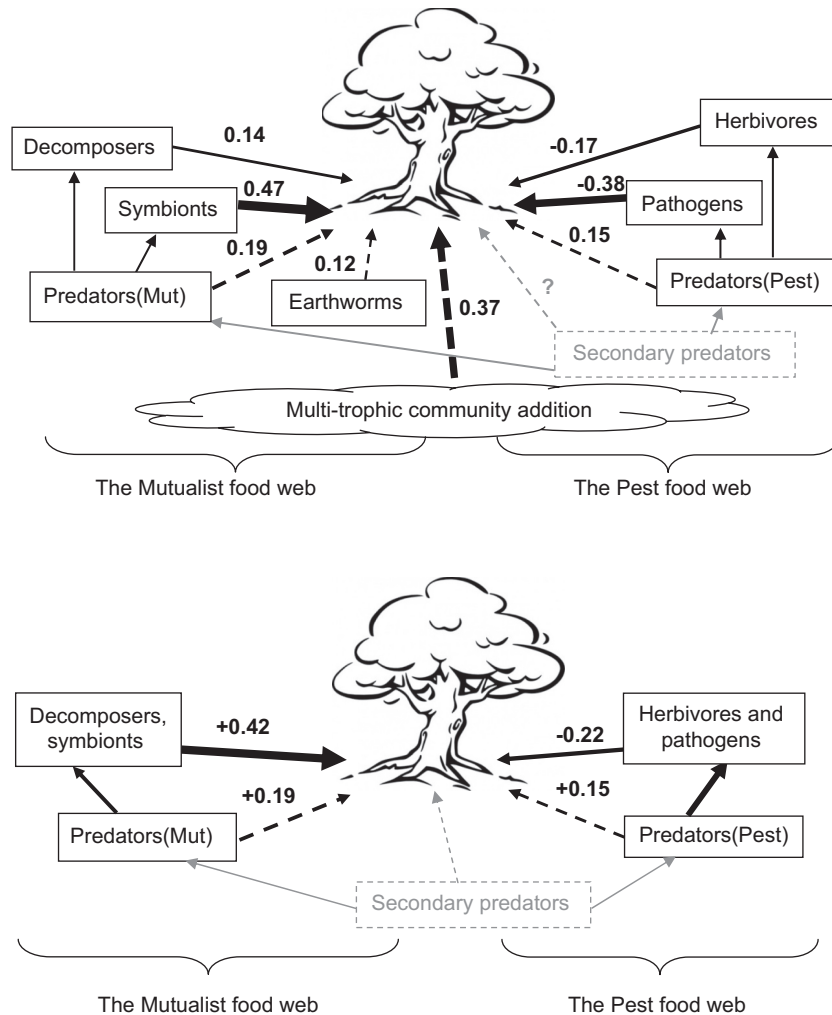 Herbivores
Decomposers
0.14
-0.17
Symbionts
0.47
-0.38
Pathogens
0.19
0.15
Predators(Mut)
0.12
Earthworms
0.37
?
Predators(Pest)
Secondary predators
Multi-trophic community addition
The Mutualist food web
The Pest food web
Decomposers,
symbionts
+0.42
-0.22
Herbivores and
pathogens
+0.19
+0.15
Predators(Mut)
Predators(Pest)
Secondary predators
The Mutualist food web
The Pest food web